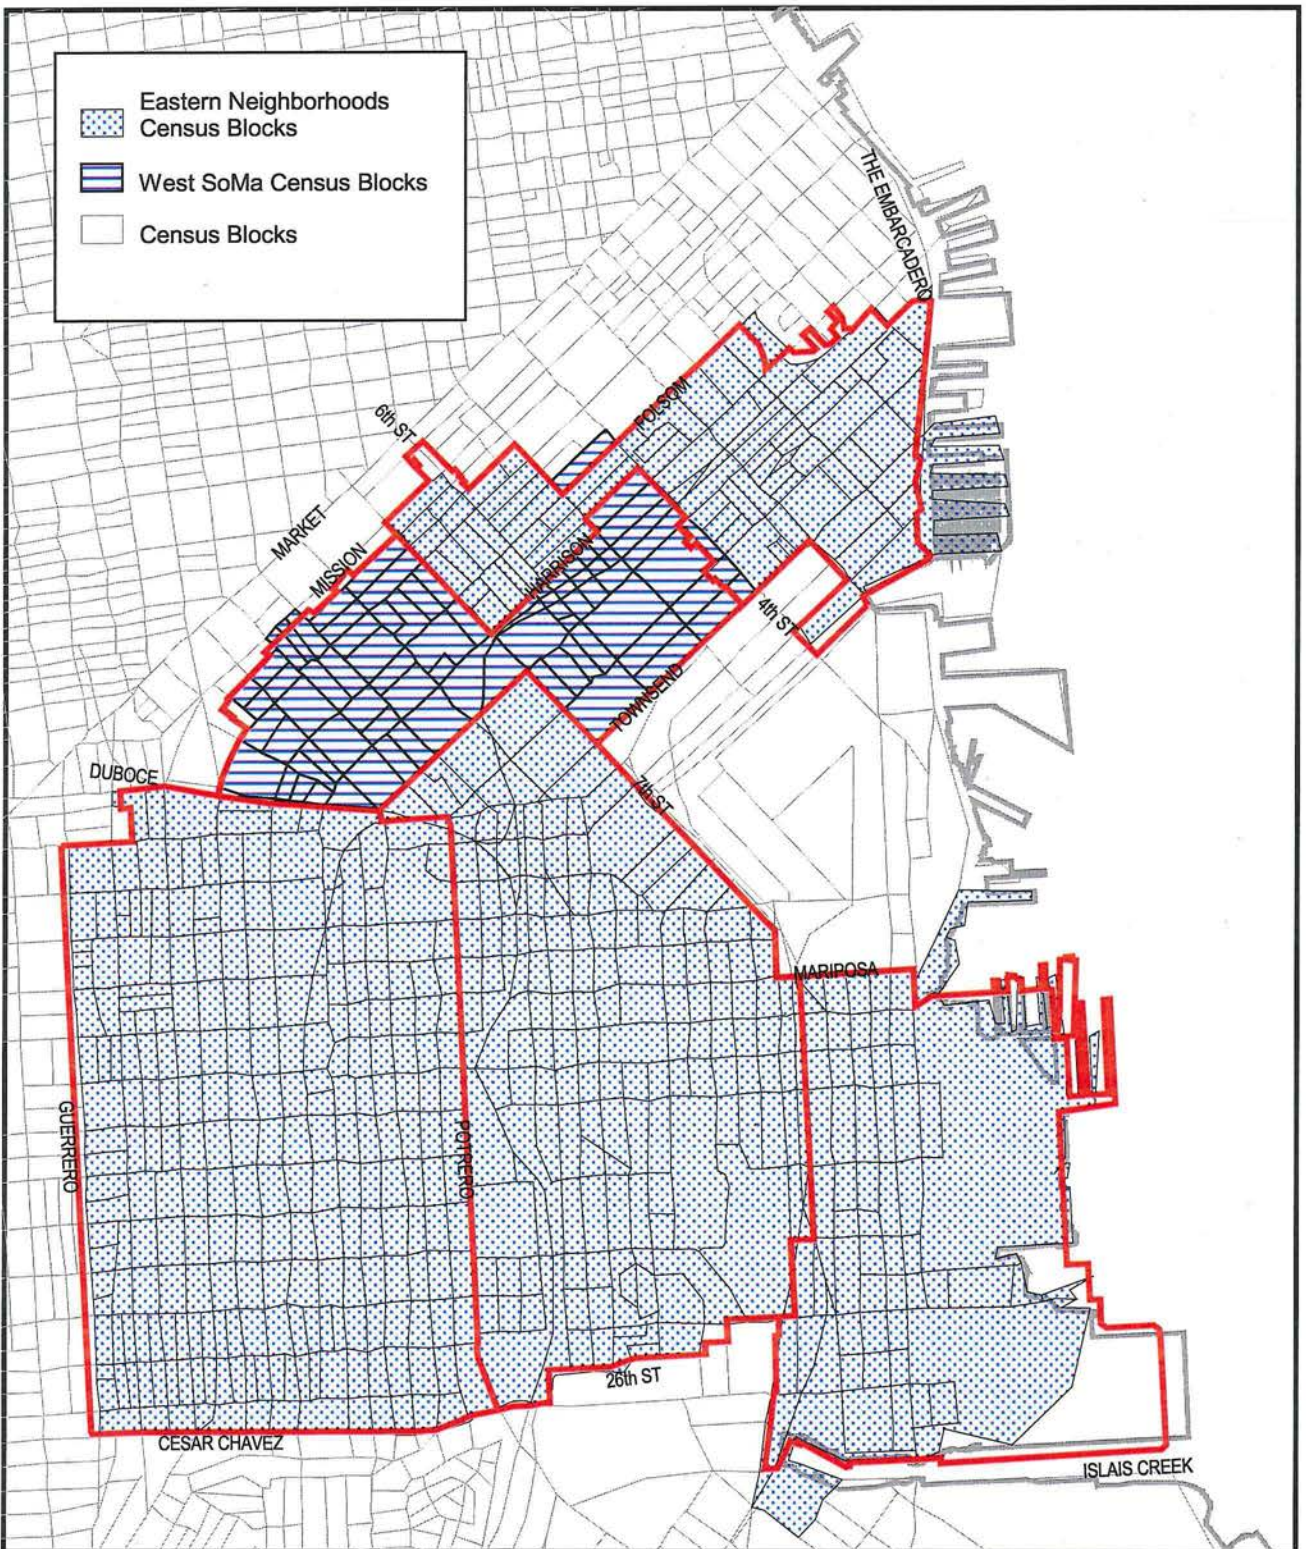 Eastern Neighborhoods
Census Blocks
West SoMa Census Blocks
Census Blocks
THE EMBARCADERO
FOLSOM
6th ST
MARKET
MISSION
HARRISON
4th ST
TOWNSEND
DUBOCE
7th ST
MARIPOSA
GUERRERO
POTRERO
26th ST
CESAR CHAVEZ
ISLAIS CREEK